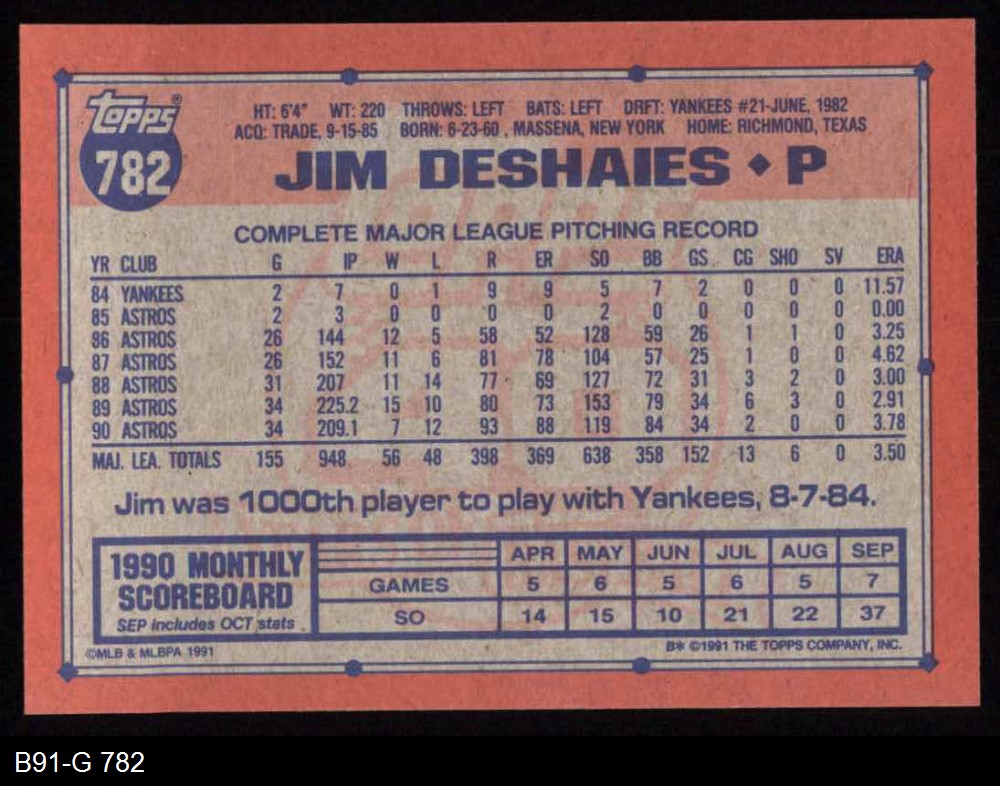 Topps®
782
HT: 6'4" WT: 220 THROWS: LEFT BATS: LEFT DRFT: YANKEES #21-JUNE, 1982
ACQ: TRADE, 9-15-85 BORN: 6-23-60 , MASSENA, NEW YORK HOME: RICHMOND, TEXAS
JIM DESHAIES ◆ P
COMPLETE MAJOR LEAGUE PITCHING RECORD
YR CLUB G IP W L R ER SO BB GS CG SHO SV ERA
84 YANKEES 2 7 0 1 9 9 5 7 2 0 0 0 11.57
85 ASTROS 2 3 0 0 0 0 2 0 0 0 0 0 0.00
86 ASTROS 26 144 12 5 58 52 128 59 26 1 1 0 3.25
87 ASTROS 26 152 11 6 81 78 104 57 25 1 0 0 4.62
88 ASTROS 31 207 11 14 77 69 127 72 31 3 2 0 3.00
89 ASTROS 34 225.2 15 10 80 73 153 79 34 6 3 0 2.91
90 ASTROS 34 209.1 7 12 93 88 119 84 34 2 0 0 3.78
MAJ. LEA. TOTALS 155 948 56 48 398 369 638 358 152 13 6 0 3.50
Jim was 1000th player to play with Yankees, 8-7-84.
1990 MONTHLY
SCOREBOARD
SEP includes OCT stats
APR MAY JUN JUL AUG SEP
GAMES 5 6 5 6 5 7
SO 14 15 10 21 22 37
©MLB & MLBPA 1991
B* ©1991 THE TOPPS COMPANY, INC.
B91-G 782